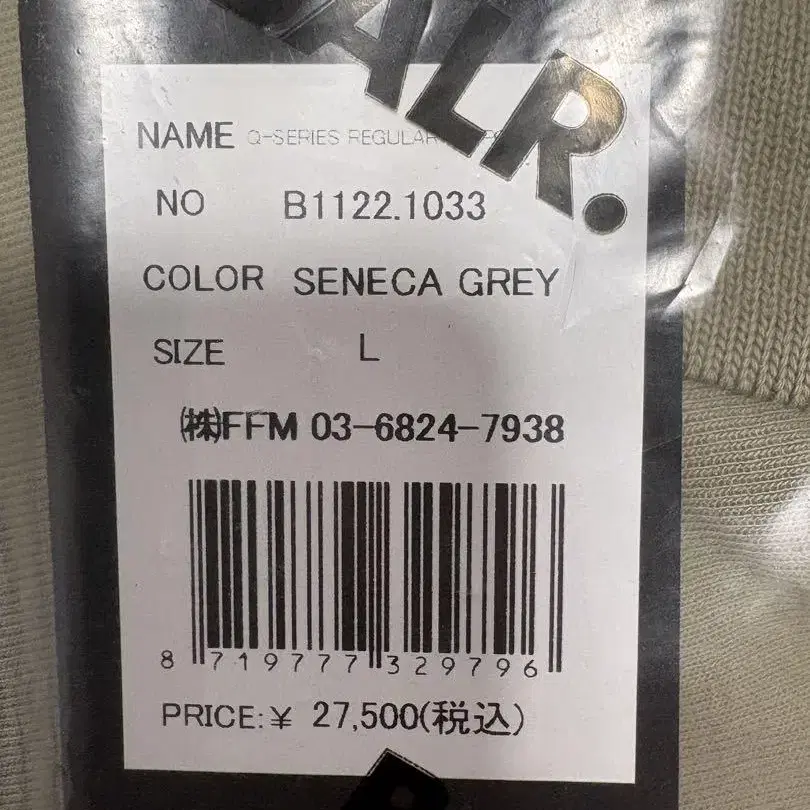 ALR.
NAME Q-SERIES REGULAR
NO B1122.1033
COLOR SENECA GREY
SIZE L
㈱FFM 03-6824-7938
8 719777 329796
PRICE:¥ 27,500(税込)